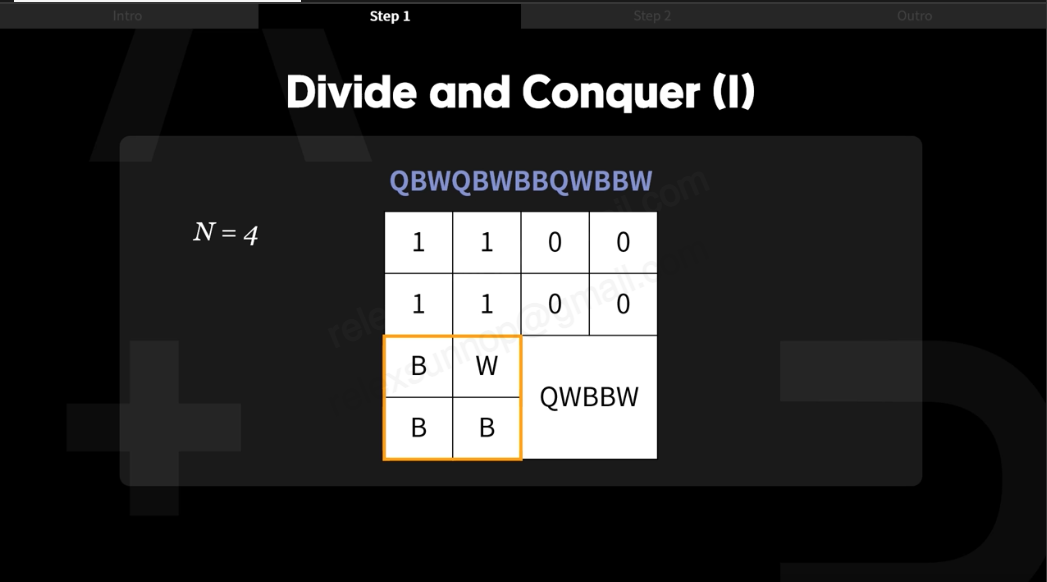 Intro Step 1 Step 2 Outro
Divide and Conquer (I)
QBWQBWBBQWBBW
N = 4
1 1 0 0
1 1 0 0
B W
QWBBW
B B